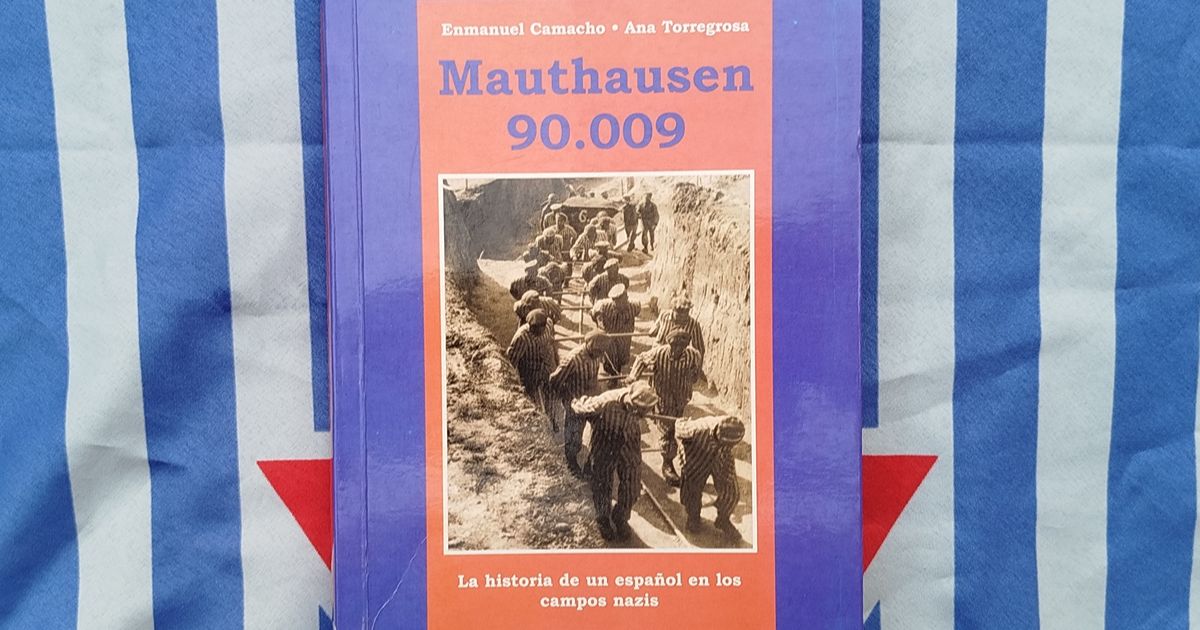 Enmanuel Camacho • Ana Torregrosa
Mauthausen
90.009
G
La historia de un español en los
campos nazis